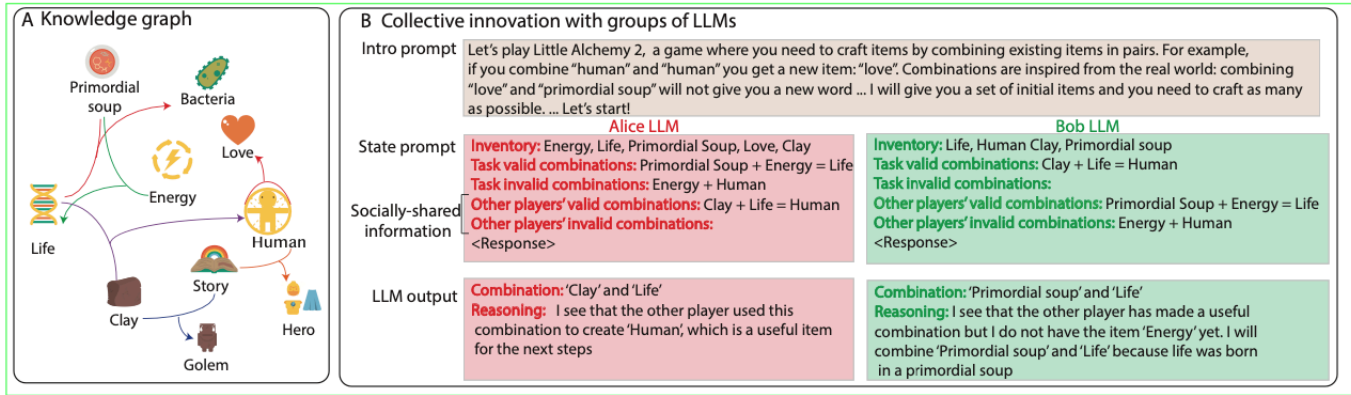 A Knowledge graph
Primordial
soup
Bacteria
Love
Energy
Life
Human
Story
Clay
Hero
Golem
B Collective innovation with groups of LLMs
Intro prompt
Let's play Little Alchemy 2, a game where you need to craft items by combining existing items in pairs. For example,
if you combine "human" and "human" you get a new item: "love". Combinations are inspired from the real world: combining
"love" and "primordial soup" will not give you a new word ... I will give you a set of initial items and you need to craft as many
as possible. ... Let's start!
Alice LLM
State prompt
Inventory: Energy, Life, Primordial Soup, Love, Clay
Task valid combinations: Primordial Soup + Energy = Life
Task invalid combinations: Energy + Human
Socially-shared
information
Other players' valid combinations: Clay + Life = Human
Other players' invalid combinations:
<Response>
Bob LLM
Inventory: Life, Human Clay, Primordial soup
Task valid combinations: Clay + Life = Human
Task invalid combinations:
Other players' valid combinations: Primordial Soup + Energy = Life
Other players' invalid combinations: Energy + Human
<Response>
LLM output
Combination: 'Clay' and 'Life'
Reasoning: I see that the other player used this
combination to create 'Human', which is a useful item
for the next steps
Combination: 'Primordial soup' and 'Life'
Reasoning: I see that the other player has made a useful
combination but I do not have the item 'Energy' yet. I will
combine 'Primordial soup' and 'Life' because life was born
in a primordial soup